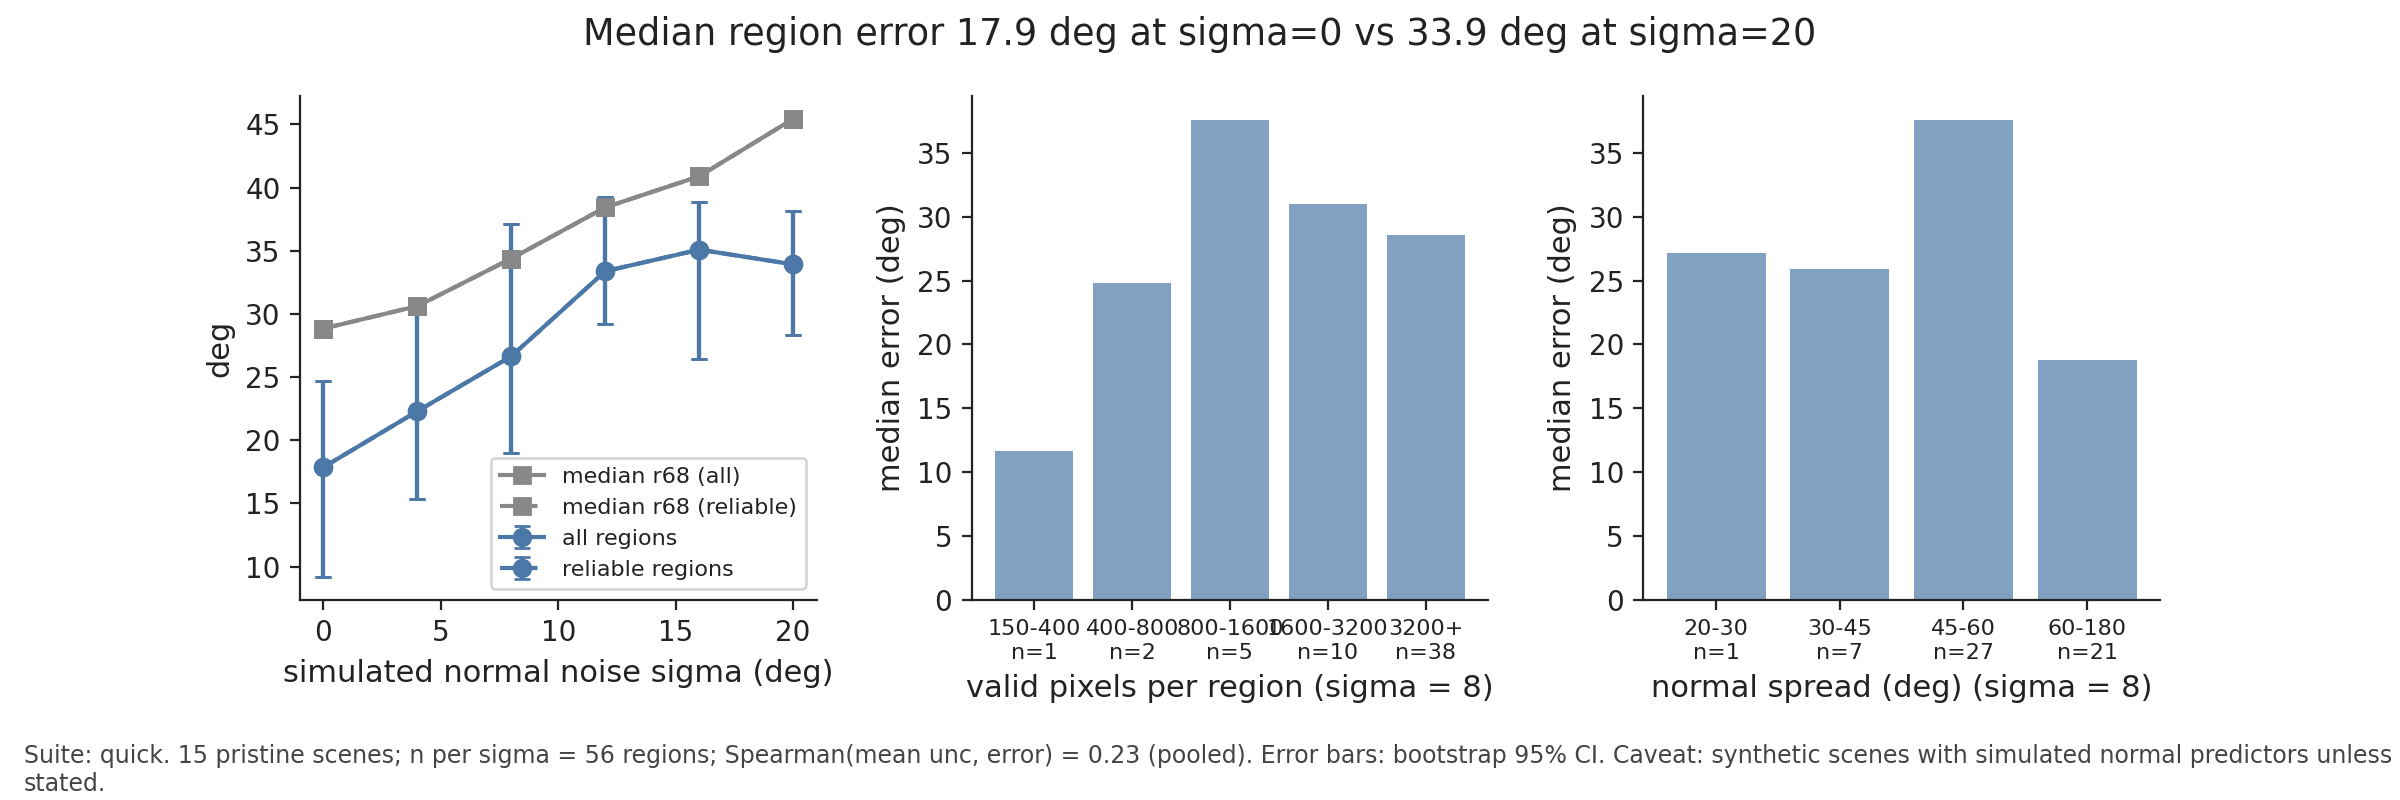 Median region error 17.9 deg at sigma=0 vs 33.9 deg at sigma=20
deg
45
40
35
30
25
20
15
10
0 5 10 15 20
simulated normal noise sigma (deg)
median r68 (all)
median r68 (reliable)
all regions
reliable regions
median error (deg)
35
30
25
20
15
10
5
0
150-400 400-800 800-1600 1600-3200 3200+
n=1 n=2 n=5 n=10 n=38
valid pixels per region (sigma = 8)
median error (deg)
35
30
25
20
15
10
5
0
20-30 30-45 45-60 60-180
n=1 n=7 n=27 n=21
normal spread (deg) (sigma = 8)
Suite: quick. 15 pristine scenes; n per sigma = 56 regions; Spearman(mean unc, error) = 0.23 (pooled). Error bars: bootstrap 95% CI. Caveat: synthetic scenes with simulated normal predictors unless
stated.